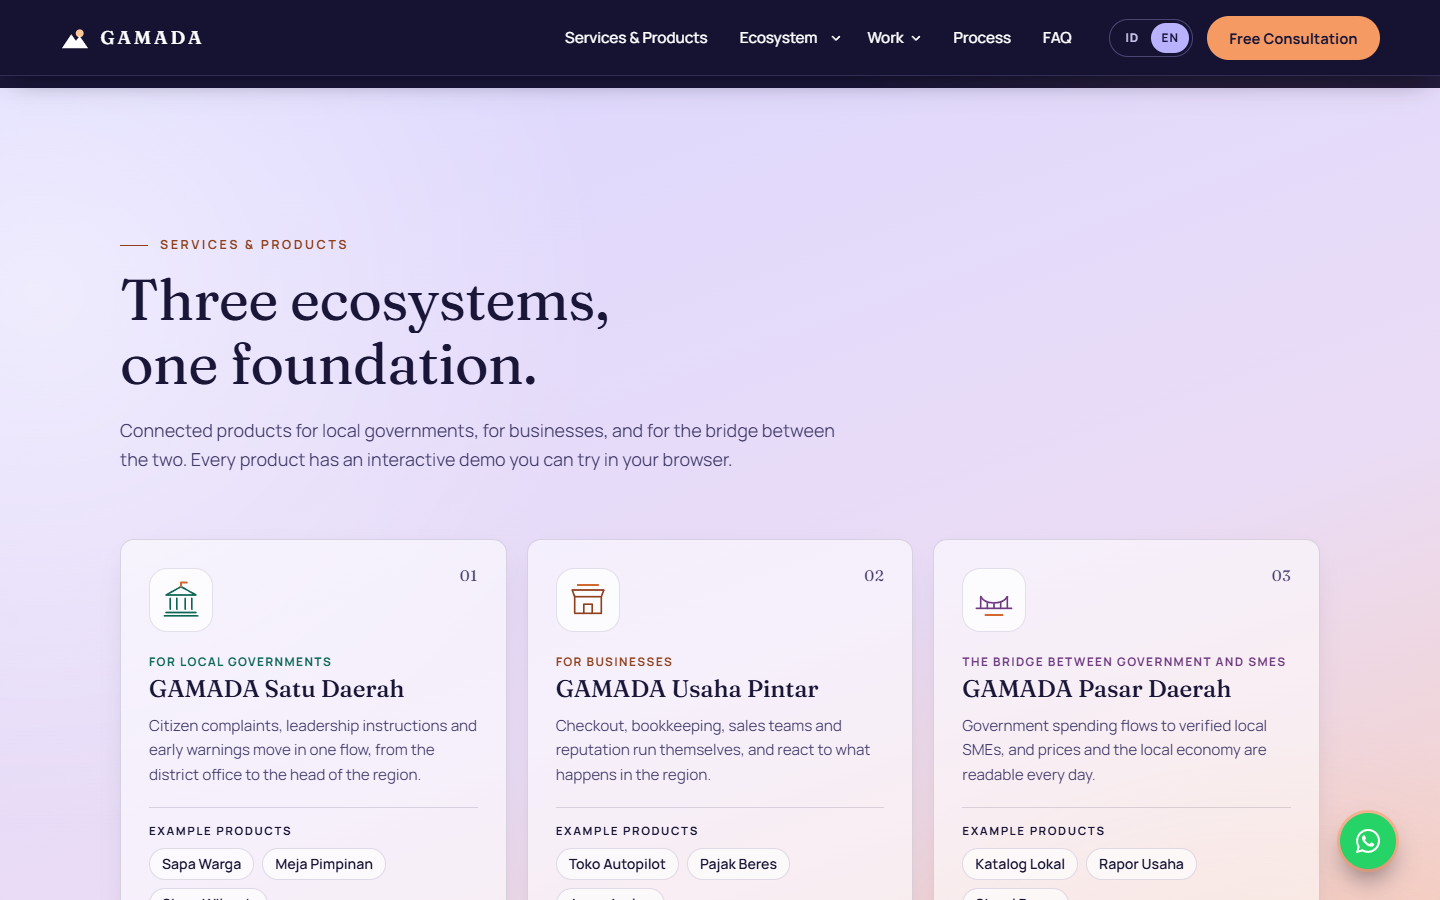 GAMADA
Services & Products
Ecosystem
Work
Process
FAQ
ID
EN
Free Consultation
SERVICES & PRODUCTS
Three ecosystems,
one foundation.
Connected products for local governments, for businesses, and for the bridge between
the two. Every product has an interactive demo you can try in your browser.
01
FOR LOCAL GOVERNMENTS
GAMADA Satu Daerah
Citizen complaints, leadership instructions and
early warnings move in one flow, from the
district office to the head of the region.
EXAMPLE PRODUCTS
Sapa Warga
Meja Pimpinan
02
FOR BUSINESSES
GAMADA Usaha Pintar
Checkout, bookkeeping, sales teams and
reputation run themselves, and react to what
happens in the region.
EXAMPLE PRODUCTS
Toko Autopilot
Pajak Beres
03
THE BRIDGE BETWEEN GOVERNMENT AND SMES
GAMADA Pasar Daerah
Government spending flows to verified local
SMEs, and prices and the local economy are
readable every day.
EXAMPLE PRODUCTS
Katalog Lokal
Rapor Usaha